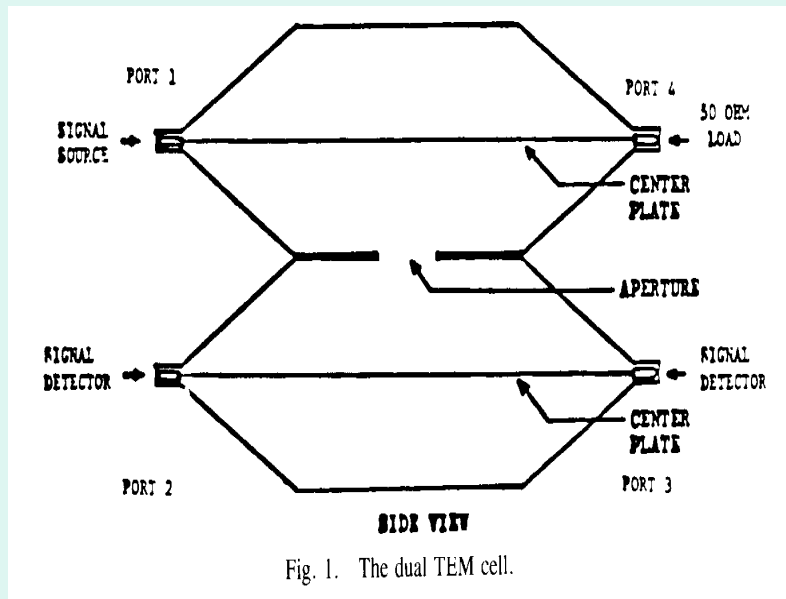 PORT 1
PORT 4
SIGNAL
SOURCE
50 OHM
LOAD
CENTER
PLATE
APERTURE
SIGNAL
DETECTOR
SIGNAL
DETECTOR
CENTER
PLATE
PORT 2
PORT 3
SIDE VIEW
Fig. 1. The dual TEM cell.